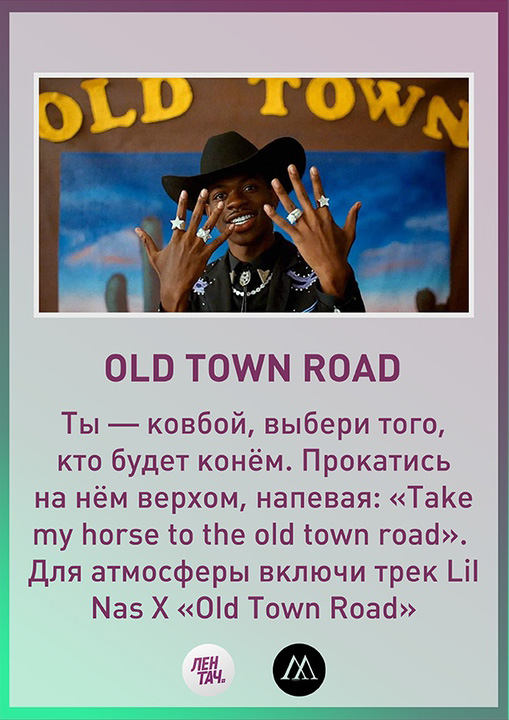 OLD TOWN
OLD TOWN ROAD
Ты — ковбой, выбери того,
кто будет конём. Прокатись
на нём верхом, напевая: «Take
my horse to the old town road».
Для атмосферы включи трек Lil
Nas X «Old Town Road»
ЛЕН
ТАЧ.